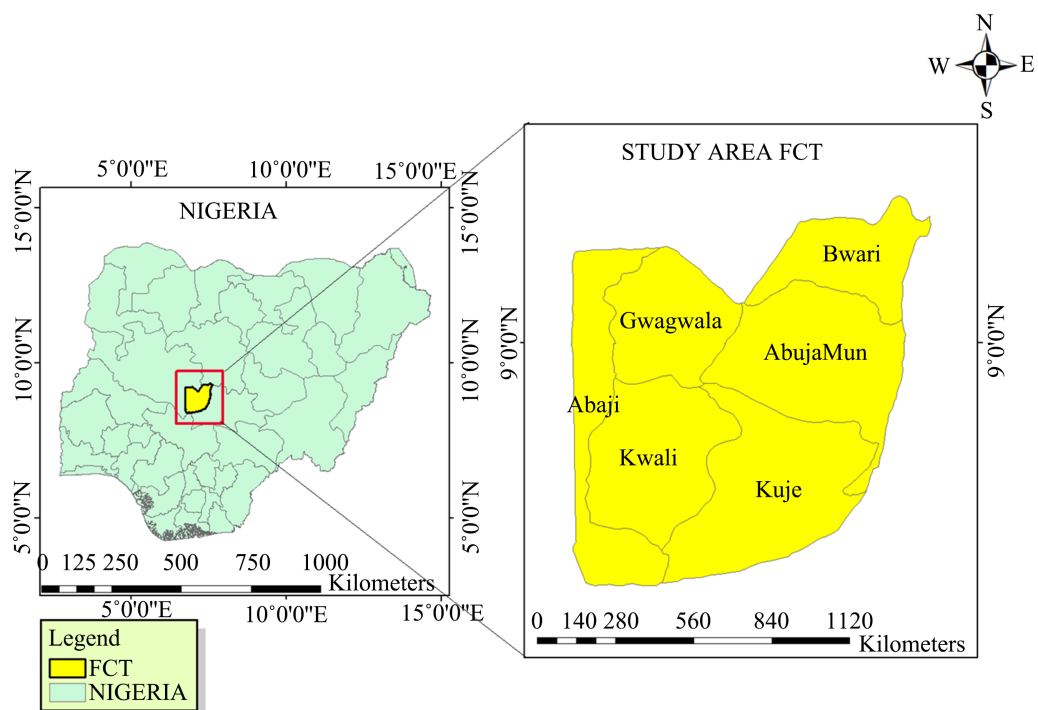 N
W E
S
STUDY AREA FCT
5°0'0"E 10°0'0"E 15°0'0"E
NIGERIA
15°0'0"N 15°0'0"N
10°0'0"N 10°0'0"N
5°0'0"N 5°0'0"N
0 125 250 500 750 1000
Kilometers
5°0'0"E 10°0'0"E 15°0'0"E
Legend
FCT
NIGERIA
Bwari
Gwagwala
AbujaMun
Abaji
Kwali
Kuje
9°0'0"N 9°0'0"N
0 140 280 560 840 1120
Kilometers